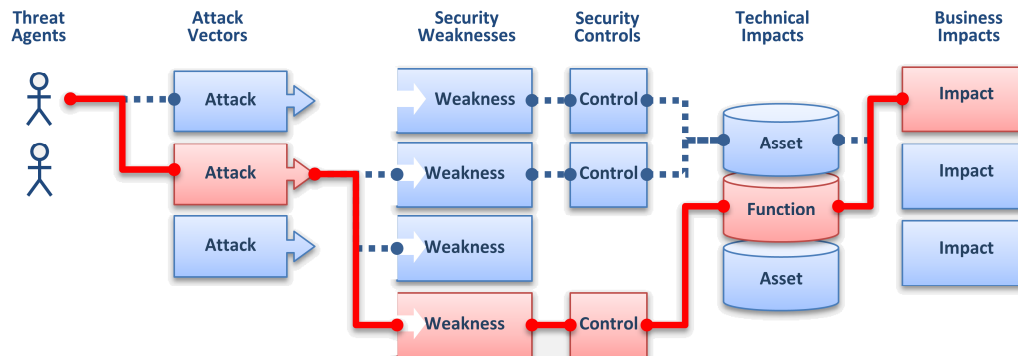 Threat
Agents
Attack
Vectors
Security
Weaknesses
Security
Controls
Technical
Impacts
Business
Impacts
Attack
Weakness
Control
Asset
Impact
Attack
Weakness
Control
Function
Impact
Attack
Weakness
Asset
Impact
Weakness
Control